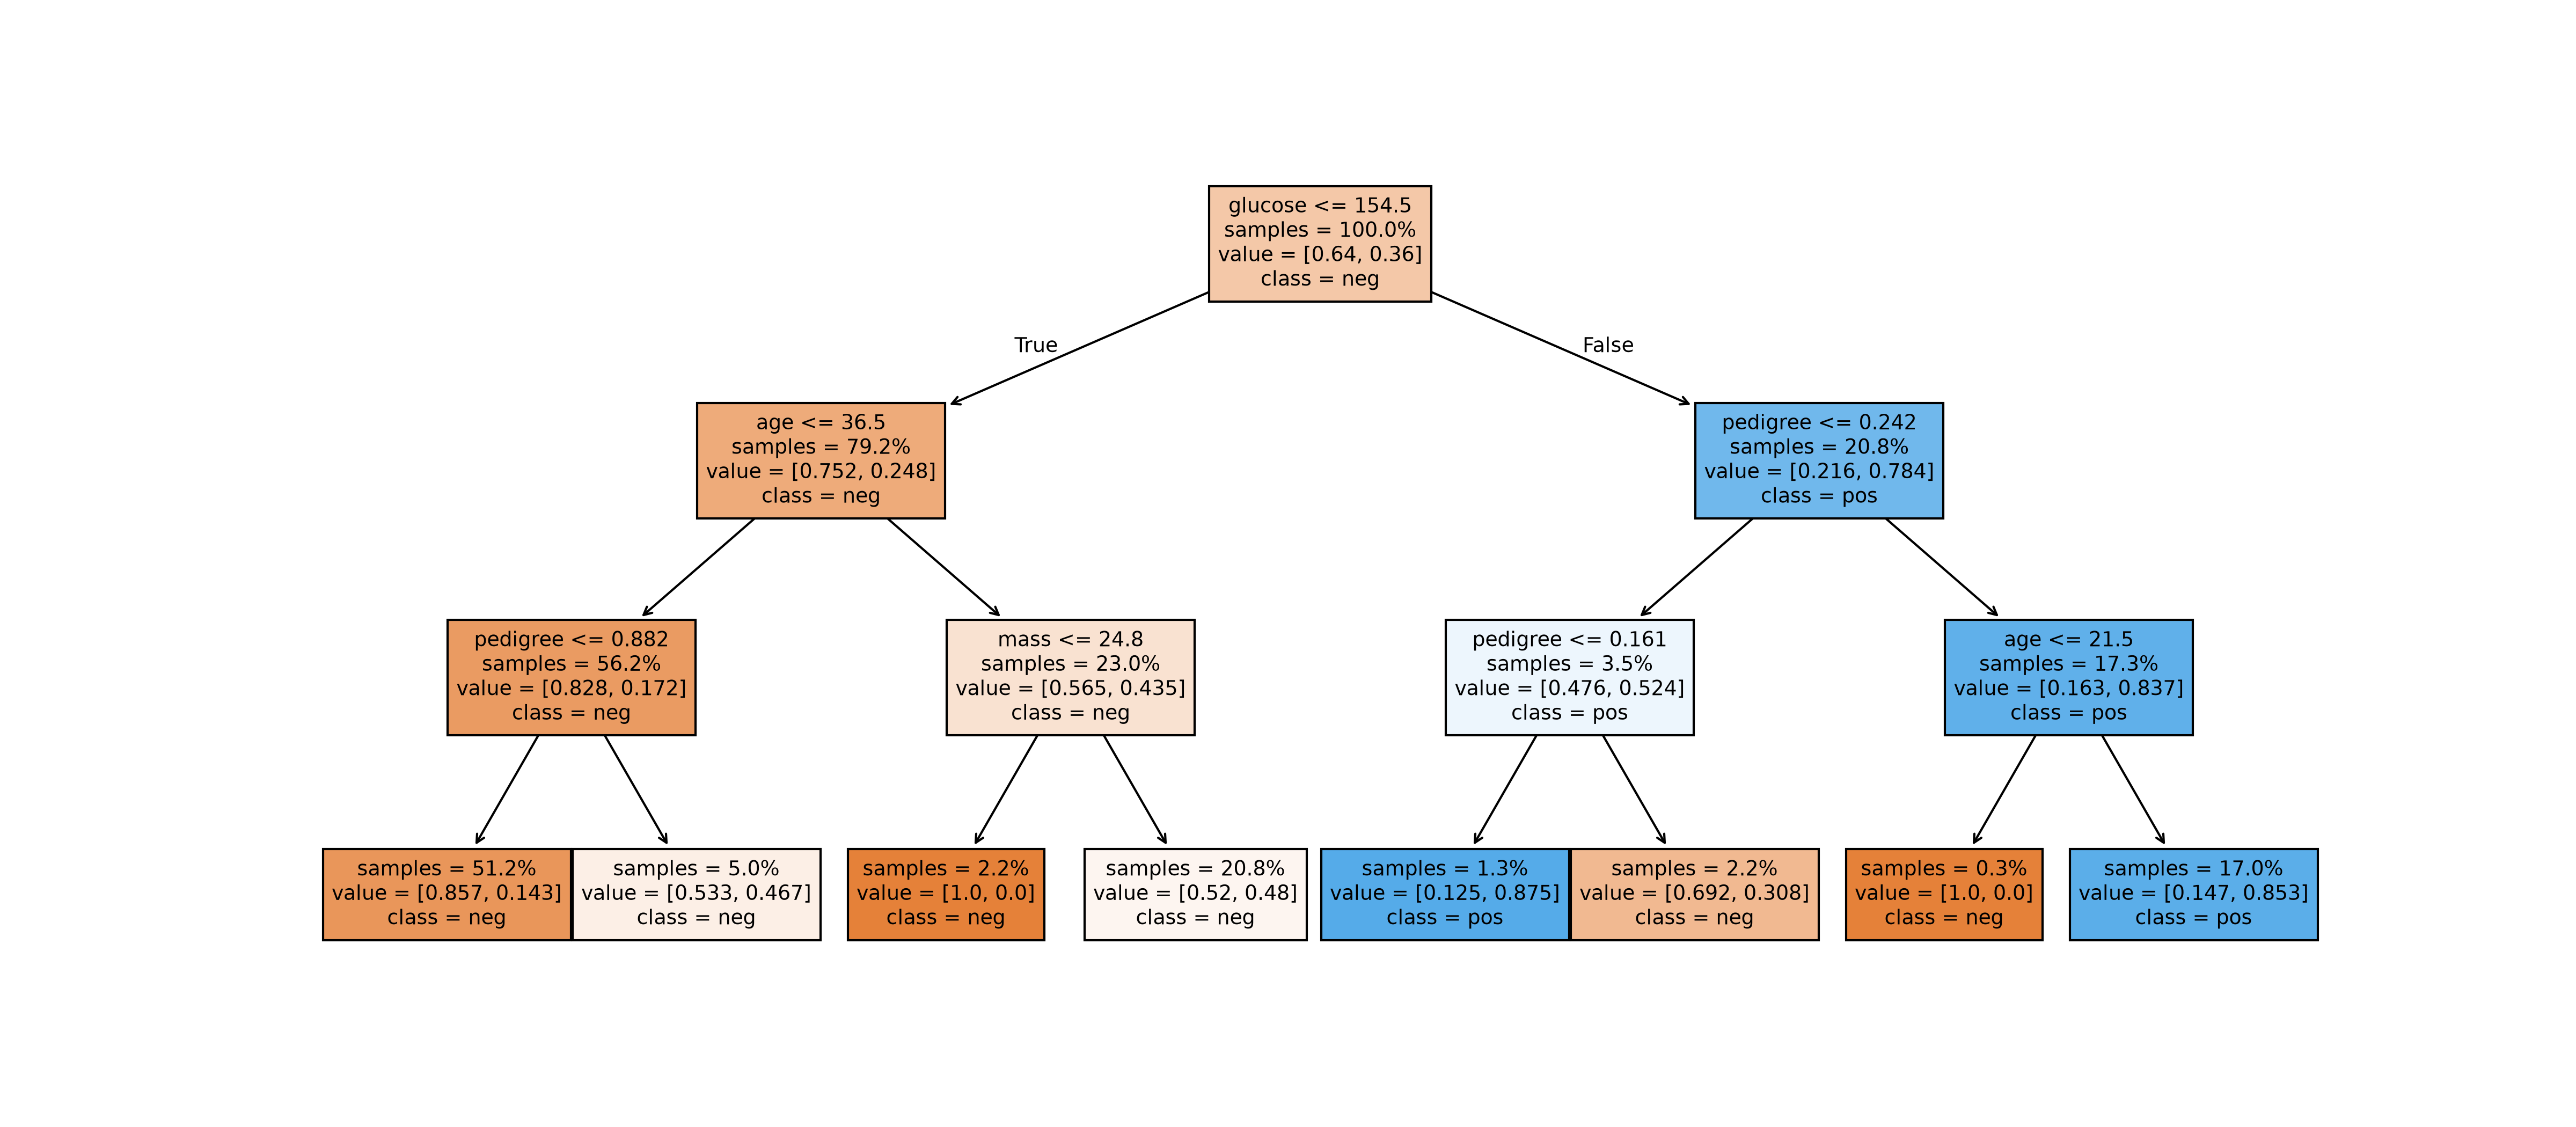 glucose <= 154.5
samples = 100.0%
value = [0.64, 0.36]
class = neg
True
False
age <= 36.5
samples = 79.2%
value = [0.752, 0.248]
class = neg
pedigree <= 0.242
samples = 20.8%
value = [0.216, 0.784]
class = pos
pedigree <= 0.882
samples = 56.2%
value = [0.828, 0.172]
class = neg
mass <= 24.8
samples = 23.0%
value = [0.565, 0.435]
class = neg
pedigree <= 0.161
samples = 3.5%
value = [0.476, 0.524]
class = pos
age <= 21.5
samples = 17.3%
value = [0.163, 0.837]
class = pos
samples = 51.2%
value = [0.857, 0.143]
class = neg
samples = 5.0%
value = [0.533, 0.467]
class = neg
samples = 2.2%
value = [1.0, 0.0]
class = neg
samples = 20.8%
value = [0.52, 0.48]
class = neg
samples = 1.3%
value = [0.125, 0.875]
class = pos
samples = 2.2%
value = [0.692, 0.308]
class = neg
samples = 0.3%
value = [1.0, 0.0]
class = neg
samples = 17.0%
value = [0.147, 0.853]
class = pos